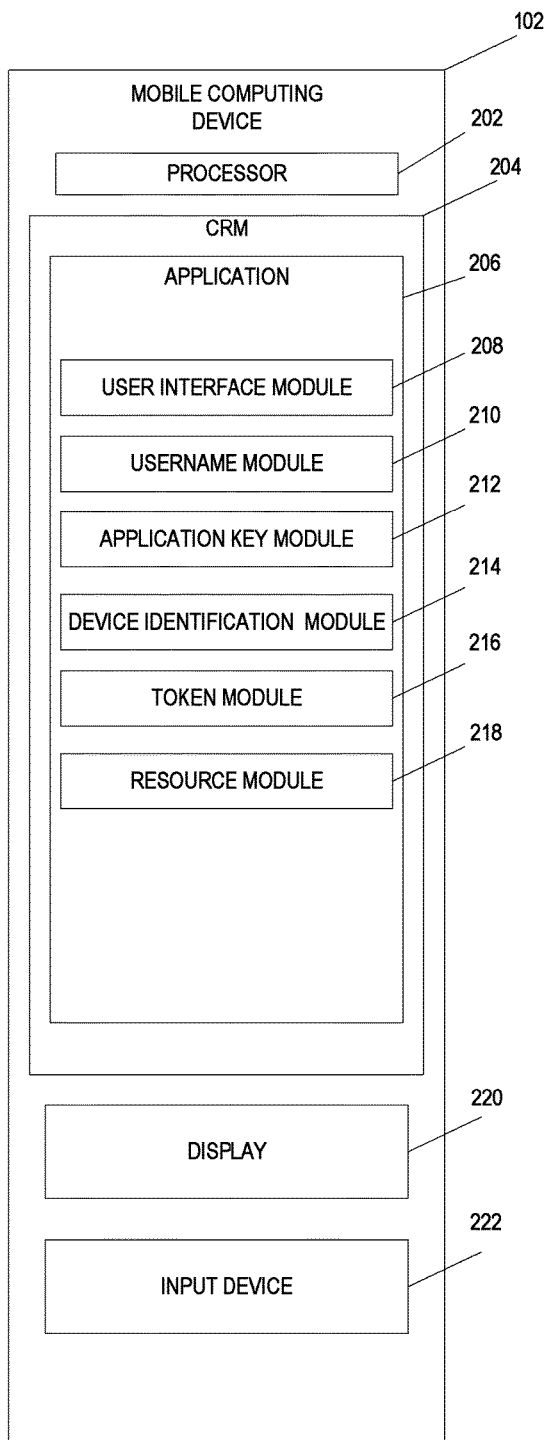 102
MOBILE COMPUTING
DEVICE
202
PROCESSOR
204
CRM
APPLICATION
206
208
USER INTERFACE MODULE
210
USERNAME MODULE
212
APPLICATION KEY MODULE
214
DEVICE IDENTIFICATION MODULE
216
TOKEN MODULE
218
RESOURCE MODULE
220
DISPLAY
222
INPUT DEVICE